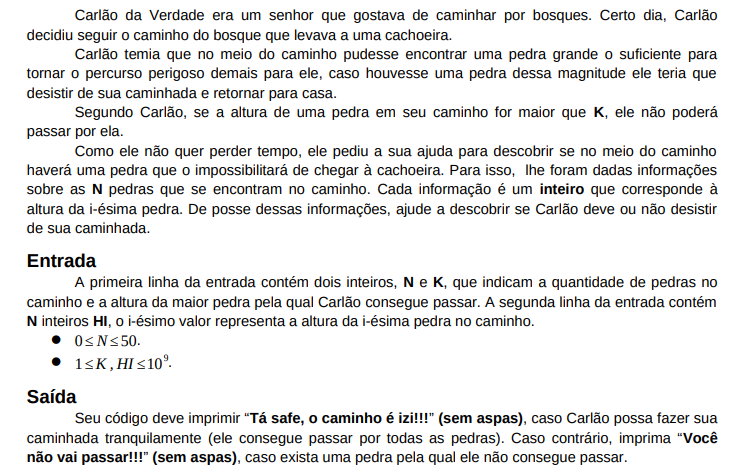 Carlão da Verdade era um senhor que gostava de caminhar por bosques. Certo dia, Carlão
decidiu seguir o caminho do bosque que levava a uma cachoeira.
Carlão temia que no meio do caminho pudesse encontrar uma pedra grande o suficiente para
tornar o percurso perigoso demais para ele, caso houvesse uma pedra dessa magnitude ele teria que
desistir de sua caminhada e retornar para casa.
Segundo Carlão, se a altura de uma pedra em seu caminho for maior que K, ele não poderá
passar por ela.
Como ele não quer perder tempo, ele pediu a sua ajuda para descobrir se no meio do caminho
haverá uma pedra que o impossibilitará de chegar à cachoeira. Para isso, lhe foram dadas informações
sobre as N pedras que se encontram no caminho. Cada informação é um inteiro que corresponde à
altura da i-ésima pedra. De posse dessas informações, ajude a descobrir se Carlão deve ou não desistir
de sua caminhada.
Entrada
A primeira linha da entrada contém dois inteiros, N e K, que indicam a quantidade de pedras no
caminho e a altura da maior pedra pela qual Carlão consegue passar. A segunda linha da entrada contém
N inteiros HI, o i-ésimo valor representa a altura da i-ésima pedra no caminho.
● 0≤N≤50.
● 1≤K, HI≤10⁹.
Saída
Seu código deve imprimir “Tá safe, o caminho é izi!!!” (sem aspas), caso Carlão possa fazer sua
caminhada tranquilamente (ele consegue passar por todas as pedras). Caso contrário, imprima “Você
não vai passar!!!” (sem aspas), caso exista uma pedra pela qual ele não consegue passar.